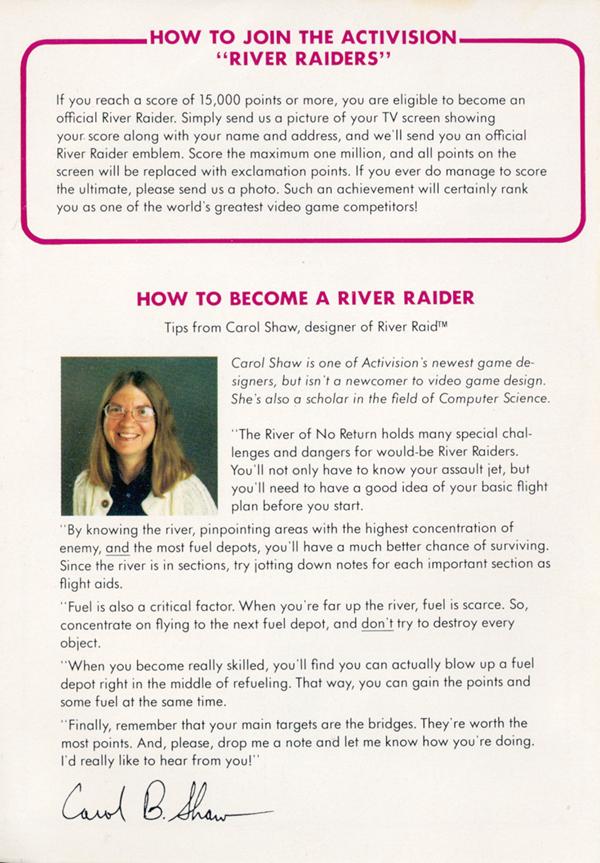 HOW TO JOIN THE ACTIVISION
“RIVER RAIDERS”
If you reach a score of 15,000 points or more, you are eligible to become an
official River Raider. Simply send us a picture of your TV screen showing
your score along with your name and address, and we'll send you an official
River Raider emblem. Score the maximum one million, and all points on the
screen will be replaced with exclamation points. If you ever do manage to score
the ultimate, please send us a photo. Such an achievement will certainly rank
you as one of the world's greatest video game competitors!
HOW TO BECOME A RIVER RAIDER
Tips from Carol Shaw, designer of River Raid™
Carol Shaw is one of Activision's newest game de-
signers, but isn't a newcomer to video game design.
She's also a scholar in the field of Computer Science.
“The River of No Return holds many special chal-
lenges and dangers for would-be River Raiders.
You'll not only have to know your assault jet, but
you'll need to have a good idea of your basic flight
plan before you start.
“By knowing the river, pinpointing areas with the highest concentration of
enemy, and the most fuel depots, you'll have a much better chance of surviving.
Since the river is in sections, try jotting down notes for each important section as
flight aids.
“Fuel is also a critical factor. When you're far up the river, fuel is scarce. So,
concentrate on flying to the next fuel depot, and don't try to destroy every
object.
“When you become really skilled, you'll find you can actually blow up a fuel
depot right in the middle of refueling. That way, you can gain the points and
some fuel at the same time.
“Finally, remember that your main targets are the bridges. They're worth the
most points. And, please, drop me a note and let me know how you're doing.
I'd really like to hear from you!”
Carol B. Shaw